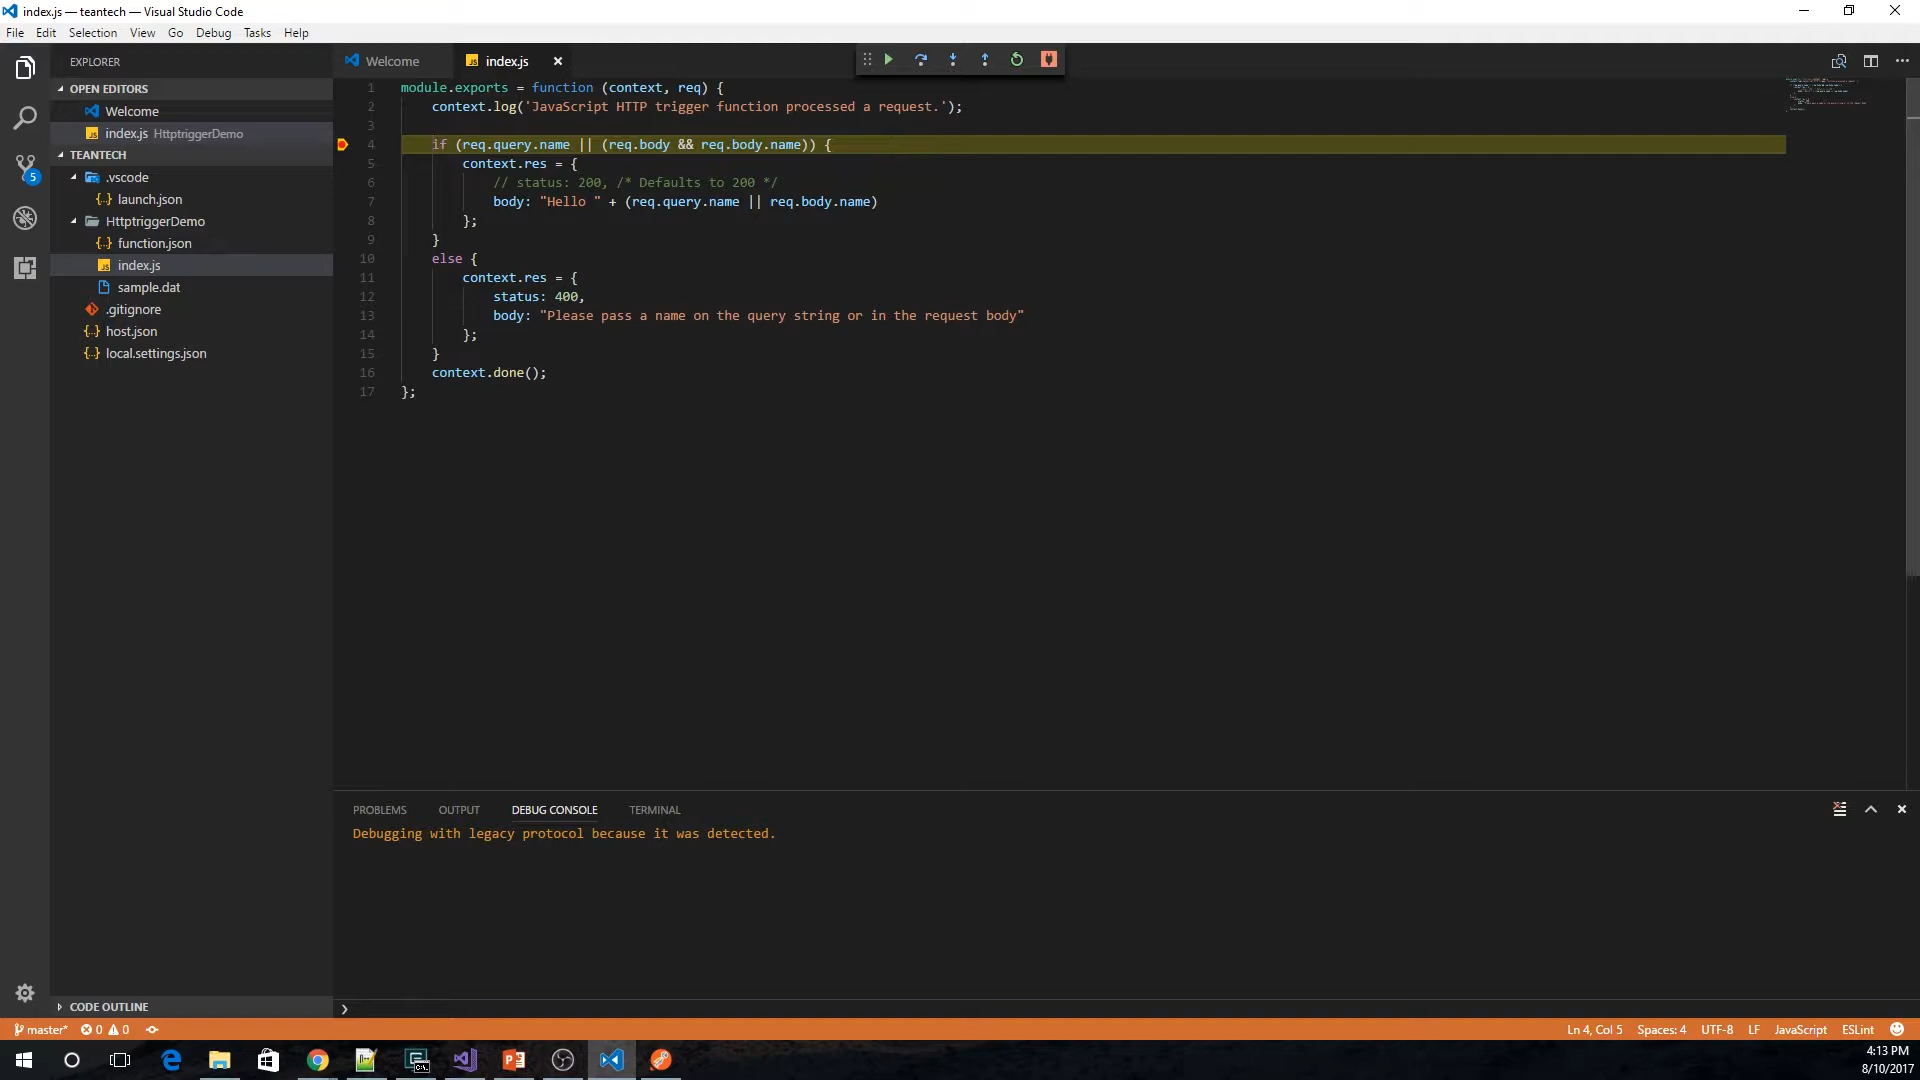 index.js — teantech — Visual Studio Code
File Edit Selection View Go Debug Tasks Help
EXPLORER
OPEN EDITORS
Welcome
index.js HttptriggerDemo
TEANTECH
.vscode
{} launch.json
HttptriggerDemo
{} function.json
JS index.js
sample.dat
.gitignore
{} host.json
{} local.settings.json
CODE OUTLINE
5
Welcome
JS index.js
1 module.exports = function (context, req) {
2 context.log('JavaScript HTTP trigger function processed a request.');
3
4 if (req.query.name || (req.body && req.body.name)) {
5 context.res = {
6 // status: 200, /* Defaults to 200 */
7 body: "Hello " + (req.query.name || req.body.name)
8 };
9 }
10 else {
11 context.res = {
12 status: 400,
13 body: "Please pass a name on the query string or in the request body"
14 };
15 }
16 context.done();
17 };
PROBLEMS OUTPUT DEBUG CONSOLE TERMINAL
Debugging with legacy protocol because it was detected.
master* 0 0 Ln 4, Col 5 Spaces: 4 UTF-8 LF JavaScript ESLint
4:13 PM
8/10/2017